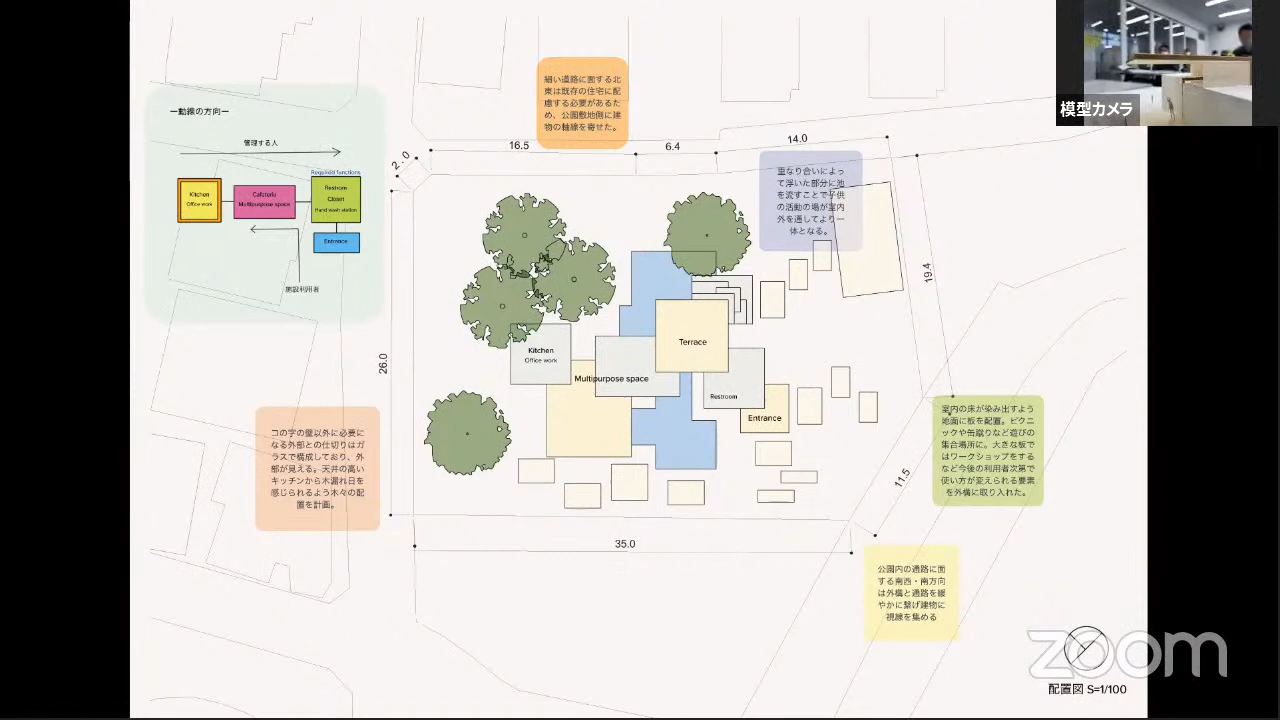 ー動線の方向ー
管理する人
Required functions
Kitchen
Office work
Cafeteria
Multipurpose space
Restroom
Closet
Hand wash station
Entrance
施設利用者
細い道路に面する北
東は既存の住宅に配
慮する必要があるた
め、公園敷地側に建
物の軸線を寄せた。
2.0
16.5
6.4
14.0
重なり合いによっ
て浮いた部分に池
を流すことで子供
の活動の場が室内
外を通してより一
体となる。
19.4
26.0
Kitchen
Office work
Multipurpose space
Terrace
Restroom
Entrance
コの字の壁以外に必要に
なる外部との仕切りはガ
ラスで構成しており、外
部が見える。天井の高い
キッチンから木漏れ日を
感じられるよう木々の配
置を計画。
室内の床が染み出すよう
地面に板を配置。ピクニ
ックや缶蹴りなど遊びの
集合場所に。大きな板で
はワークショップをする
など今後の利用者次第で
使い方が変えられる要素
を外構に取り入れた。
11.5
35.0
公園内の通路に面
する南西・南方向
は外構と通路を緩
やかに繋げ建物に
視線を集める
配置図 S=1/100
模型カメラ
zoom